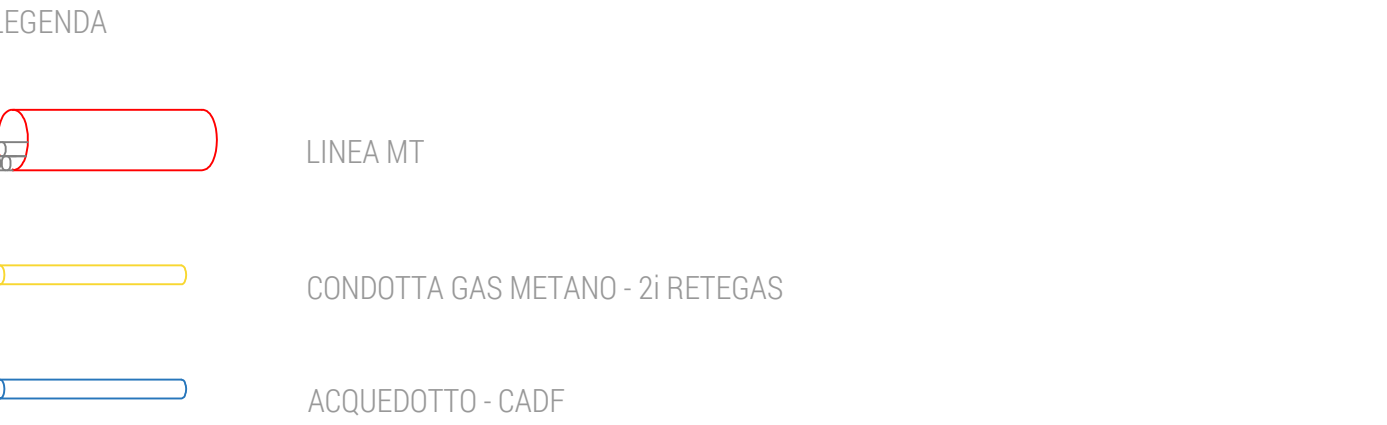 LEGENDA
LINEA MT
CONDOTTA GAS METANO - 2i RETEGAS
ACQUEDOTTO - CADF